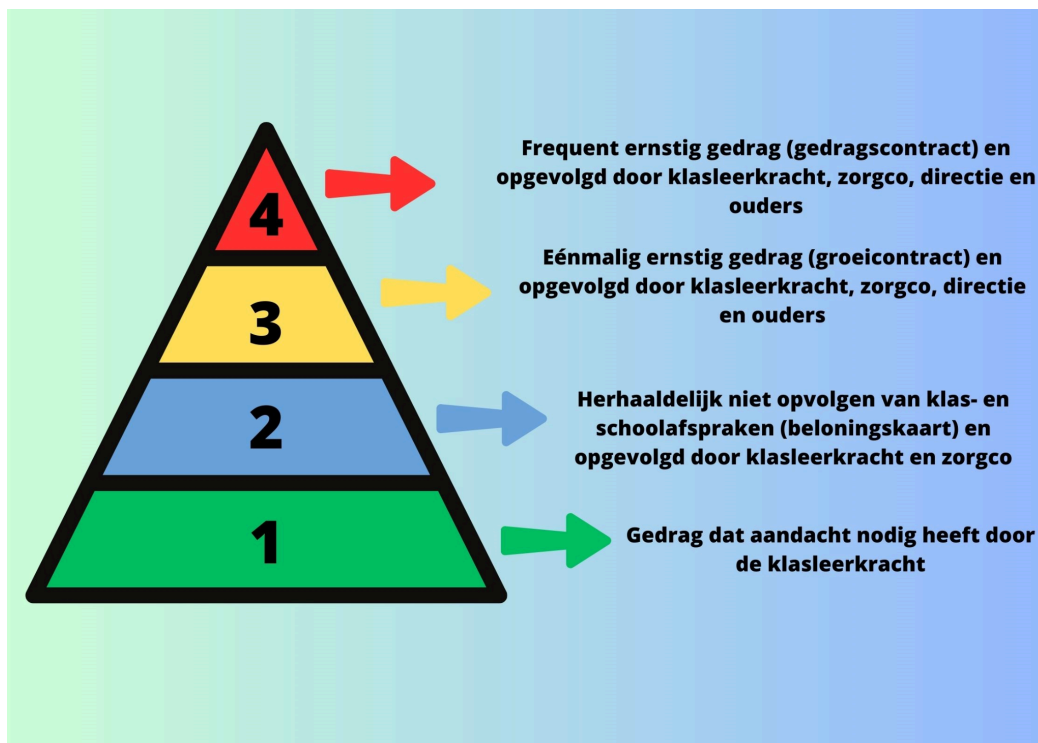 4
Frequent ernstig gedrag (gedragscontract) en
opgevolgd door klasleerkracht, zorgco, directie en
ouders
3
Eénmalig ernstig gedrag (groeicontract) en
opgevolgd door klasleerkracht, zorgco, directie
en ouders
2
Herhaaldelijk niet opvolgen van klas- en
schoolafspraken (beloningskaart) en
opgevolgd door klasleerkracht en zorgco
1
Gedrag dat aandacht nodig heeft door
de klasleerkracht